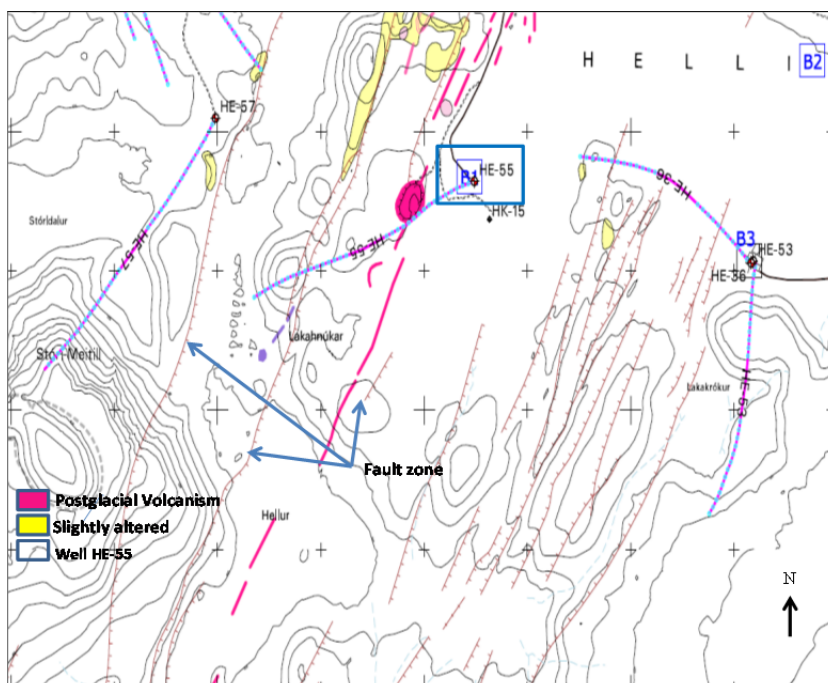 H E L L I
B2
HE-57
B1
HE-55
HK-15
HE-36
Stórldalur
HE-57
HE-55
B3
HE-53
HE-36
Lakahnúkar
Stóri-Meitill
Lakakrókur
HE-53
Fault zone
Postglacial Volcanism
Slightly altered
Well HE-55
Hellur
N